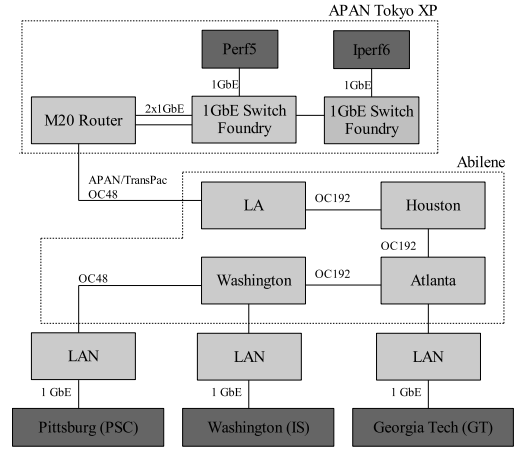 APAN Tokyo XP
Perf5
Iperf6
1GbE
1GbE
M20 Router
2x1GbE
1GbE Switch
Foundry
1GbE Switch
Foundry
APAN/TransPac
OC48
Abilene
LA
OC192
Houston
OC192
OC48
Washington
OC192
Atlanta
LAN
LAN
LAN
1 GbE
1 GbE
1 GbE
Pittsburg (PSC)
Washington (IS)
Georgia Tech (GT)